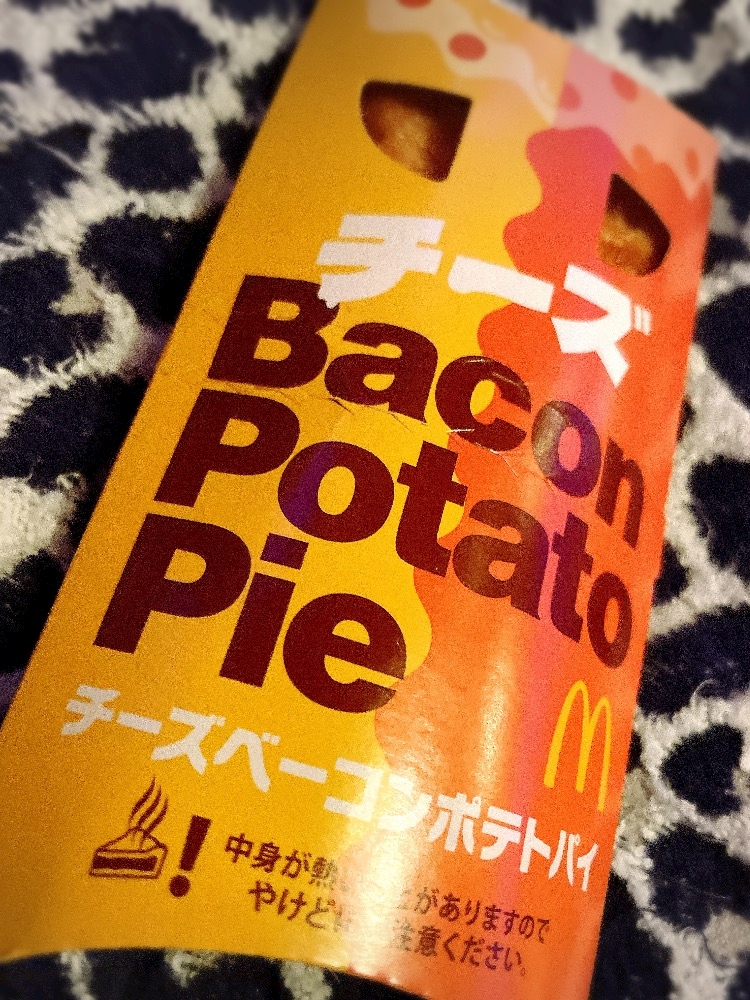 チーズ
Bacon
Potato
Pie
チーズベーコンポテトパイ
!
中身が熱 とがありますので
やけどに 注意ください。